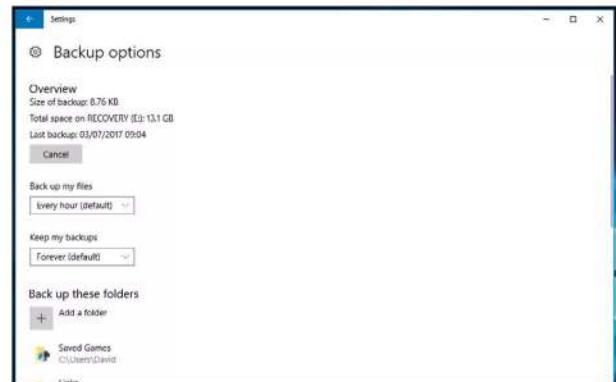 Settings
Backup options
Overview
Size of backup: 8.76 KB
Total space on RECOVERY (E:): 13.1 GB
Last backup: 03/07/2017 09:04
Cancel
Back up my files
Every hour (default)
Keep my backups
Forever (default)
Back up these folders
Add a folder
Saved Games
C:\Users\David
Links